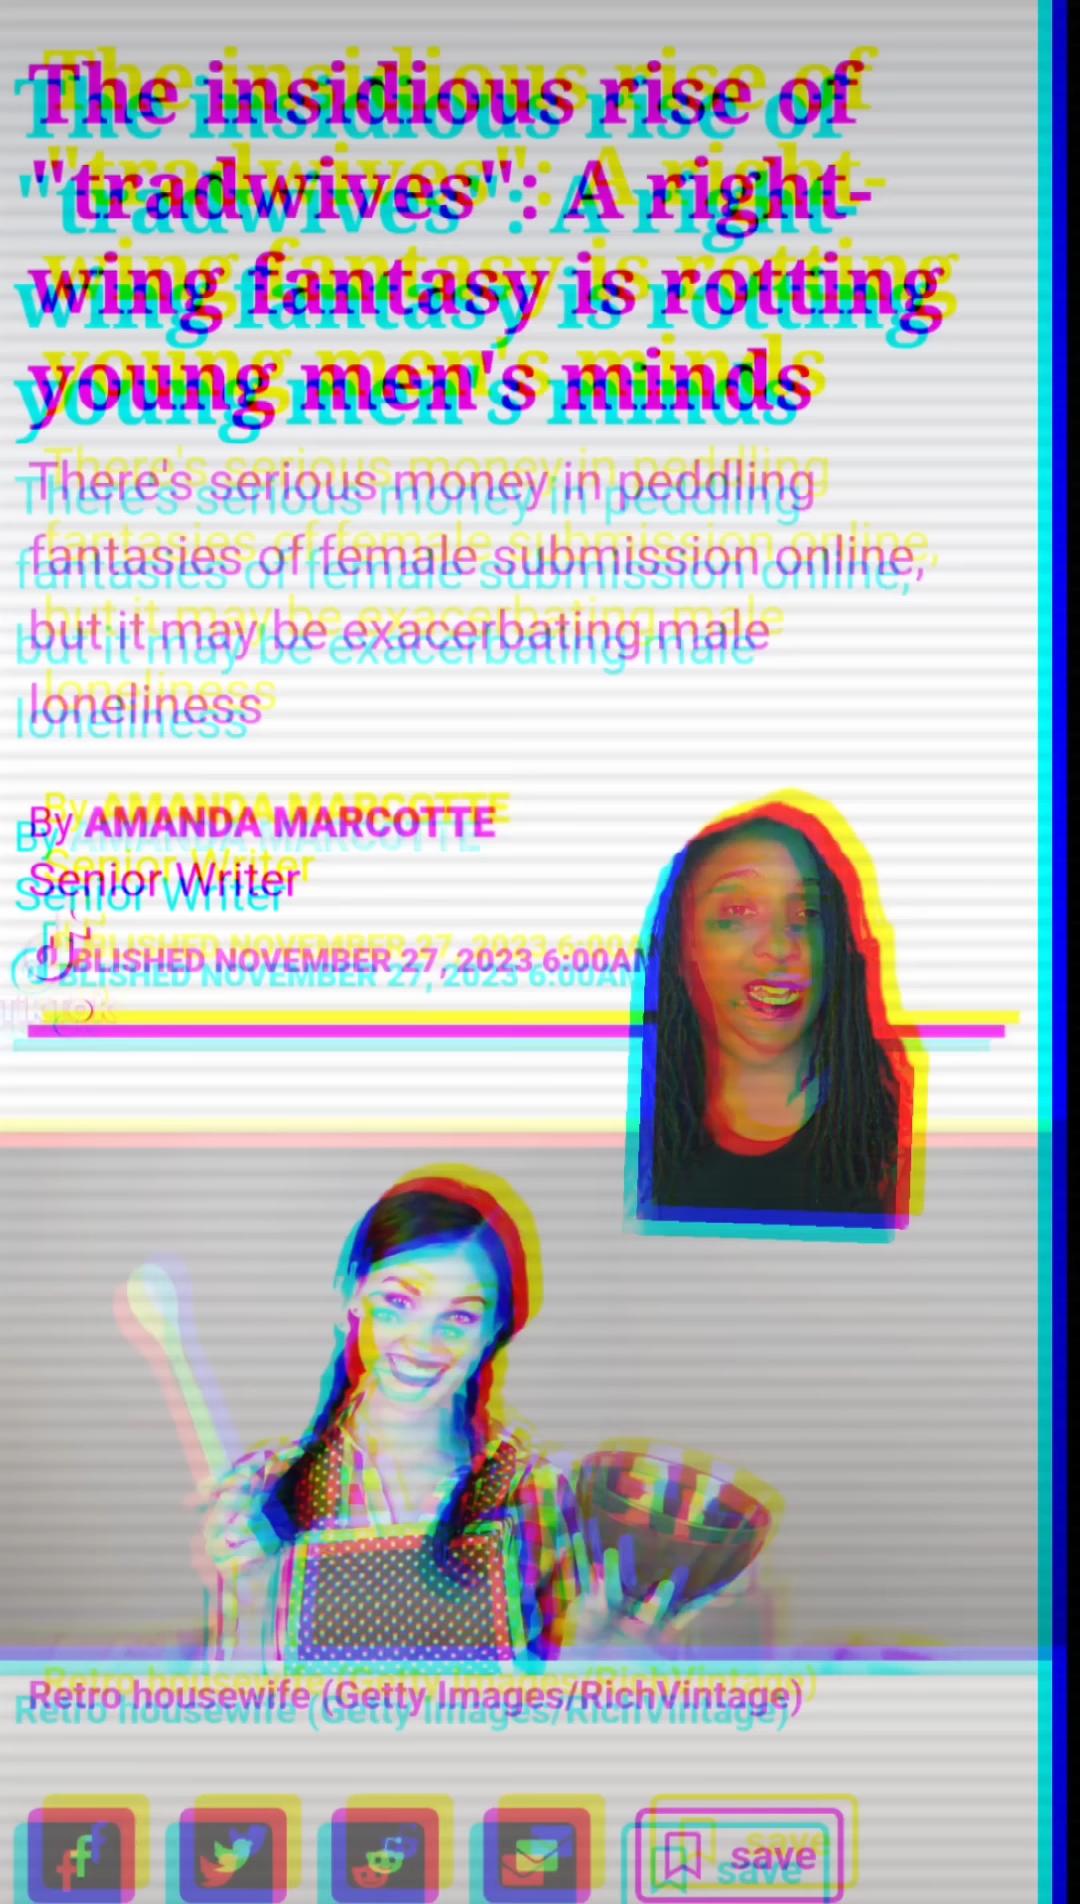 The insidious rise of
"tradwives": A right-
wing fantasy is rotting
young men's minds
There's serious money in peddling
fantasies of female submission online,
but it may be exacerbating male
loneliness
By AMANDA MARCOTTE
Senior Writer
BLISHED NOVEMBER 27, 2023 6:00AM
TikTok
Retro housewife (Getty Images/RichVintage)
save